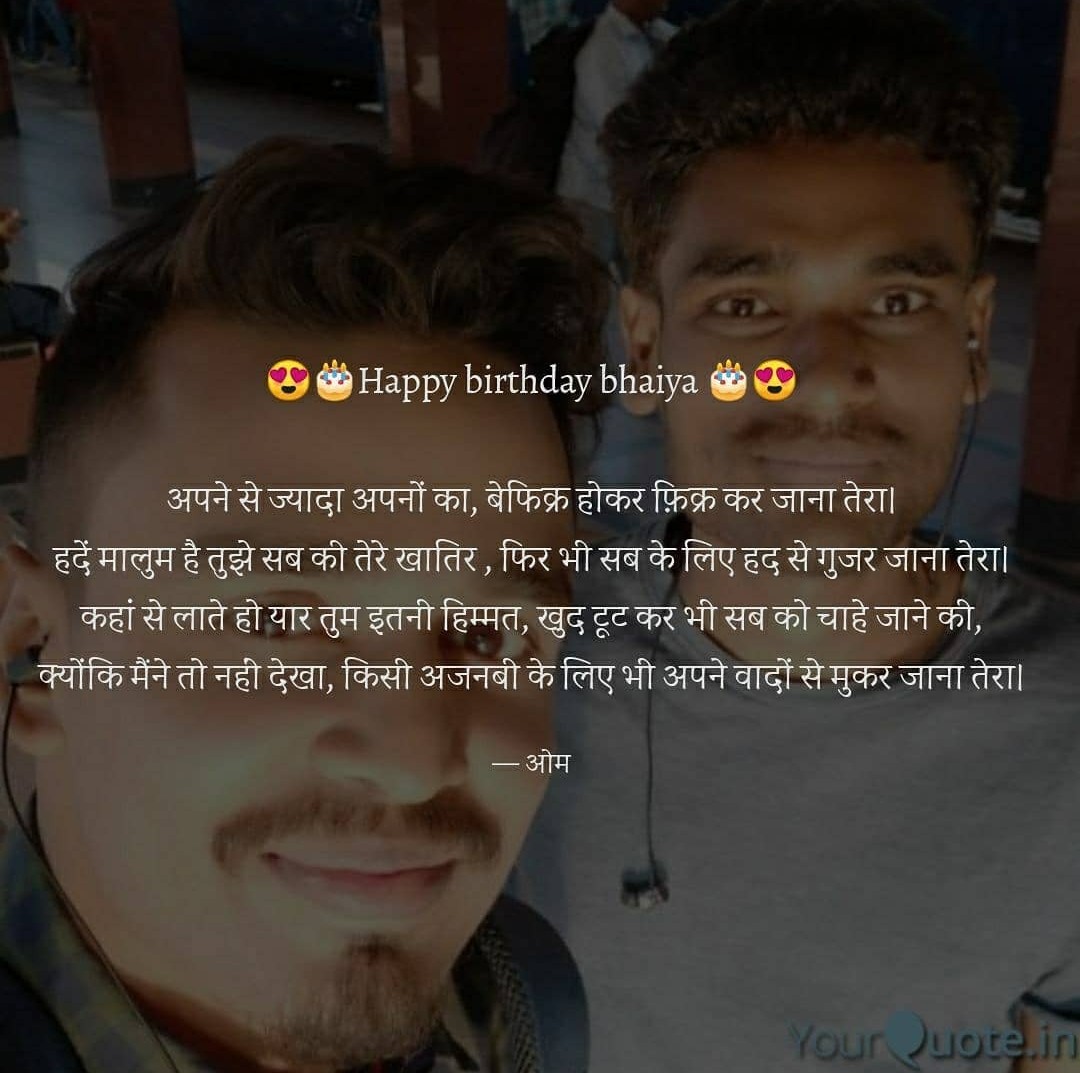 😍🎂Happy birthday bhaiya 🎂😍
अपने से ज्यादा अपनों का, बेफिक्र होकर फ़िक्र कर जाना तेरा।
हदें मालुम है तुझे सब की तेरे खातिर , फिर भी सब के लिए हद से गुजर जाना तेरा।
कहां से लाते हो यार तुम इतनी हिम्मत, खुद टूट कर भी सब को चाहे जाने की,
क्योंकि मैंने तो नहीं देखा, किसी अजनबी के लिए भी अपने वादों से मुकर जाना तेरा।
— ओम
YourQuote.in